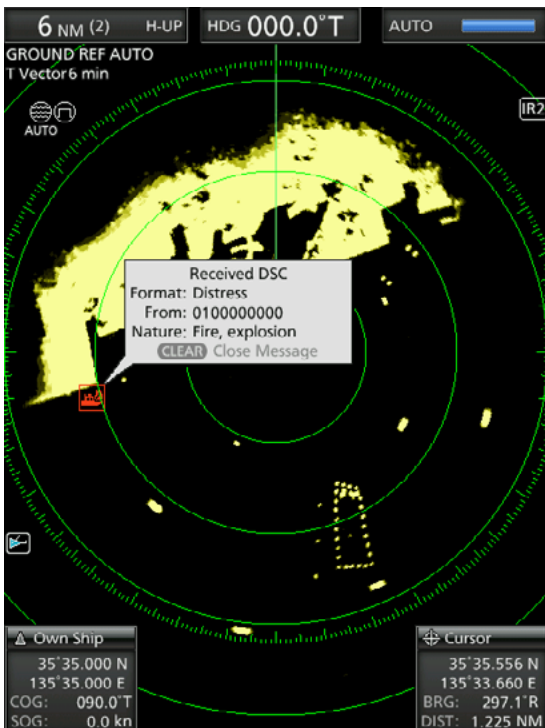 6 NM (2) H-UP HDG 000.0°T AUTO
GROUND REF AUTO
T Vector6 min
AUTO
IR2
Received DSC
Format: Distress
From: 0100000000
Nature: Fire, explosion
CLEAR Close Message
Own Ship
35°35.000 N
135°35.000 E
COG: 090.0°T
SOG: 0.0 kn
Cursor
35°35.556 N
135°33.660 E
BRG: 297.1°R
DIST: 1.225 NM